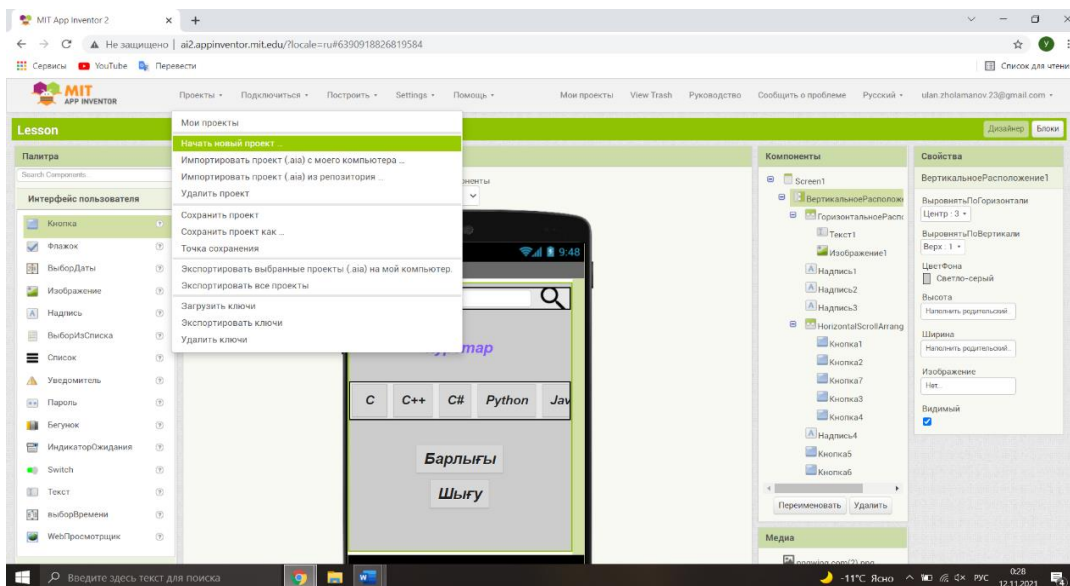 MIT App Inventor 2
Не защищено | ai2.appinventor.mit.edu/?locale=ru#6390918826819584
У
Сервисы YouTube Перевести Список для чтени
MIT
APP INVENTOR
Проекты Подключиться Построить Settings Помощь Мои проекты View Trash Руководство Сообщить о проблеме Русский ulan.zholamanov.23@gmail.com
Lesson
Дизайнер Блоки
Палитра
Search Components...
Интерфейс пользователя
Кнопка
Флажок
ВыборДаты
Изображение
Надпись
ВыборИзСписка
Список
Уведомитель
Пароль
Бегунок
ИндикаторОжидания
Switch
Текст
выборВремени
WebПросмотрщик
Мои проекты
Начать новый проект ...
Импортировать проект (.aia) с моего компьютера ...
Импортировать проект (.aia) из репозитория ...
Удалить проект
Сохранить проект
Сохранить проект как ...
Точка сохранения
Экспортировать выбранные проекты (.aia) на мой компьютер.
Экспортировать все проекты
Загрузить ключи
Экспортировать ключи
Удалить ключи
9:48
C C++ C# Python Jav
Барлығы
Шығу
Компоненты
Screen1
ВертикальноеРасположе
ГоризонтальноеРаспо
Текст1
Изображение1
Надпись1
Надпись2
Надпись3
HorizontalScrollArrang
Кнопка1
Кнопка2
Кнопка7
Кнопка3
Кнопка4
Надпись4
Кнопка5
Кнопка6
Переименовать Удалить
Медиа
Свойства
ВертикальноеРасположение1
ВыровнятьПоГоризонтали
Центр : 3
ВыровнятьПоВертикали
Верх : 1
ЦветФона
Светло-серый
Высота
Наполнить родительский..
Ширина
Наполнить родительский..
Изображение
Нет...
Видимый
Введите здесь текст для поиска
-11°C Ясно РУС
0:28
12.11.2021
4